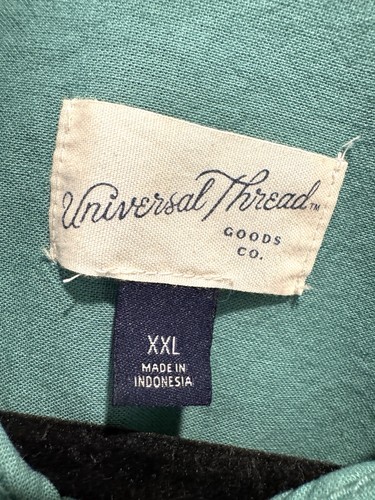 Universal Thread™
GOODS
CO.
XXL
MADE IN
INDONESIA